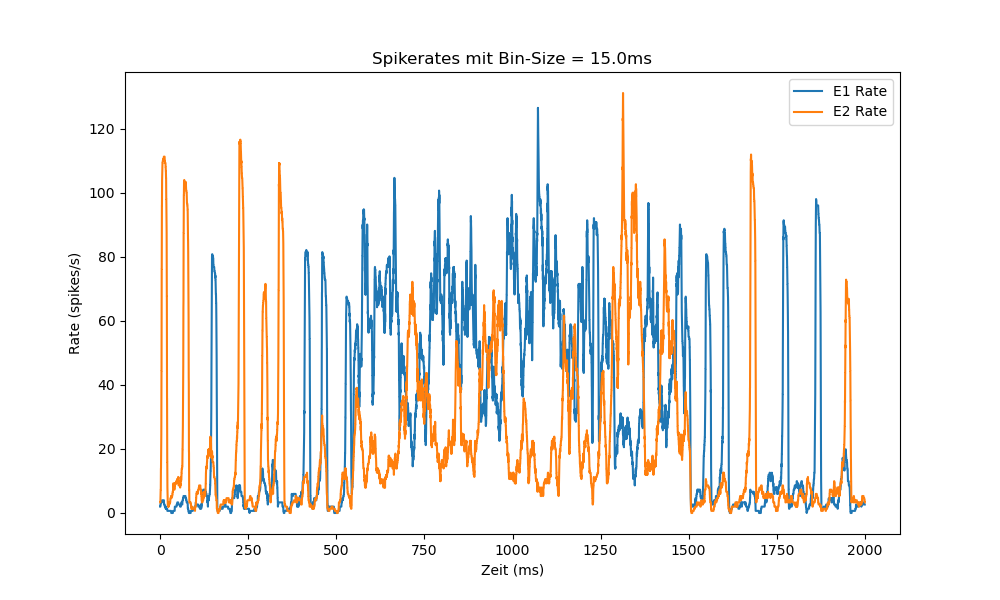 Spikerates mit Bin-Size = 15.0ms
E1 Rate
E2 Rate
120
100
80
60
40
20
0
Rate (spikes/s)
0 250 500 750 1000 1250 1500 1750 2000
Zeit (ms)